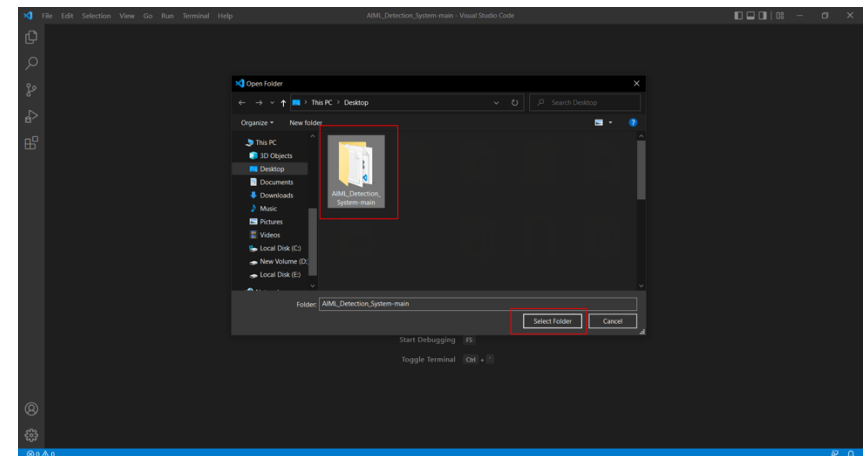 File Edit Selection View Go Run Terminal Help AIML_Detection_System-main - Visual Studio Code
Open Folder
This PC > Desktop Search Desktop
Organize New folder
This PC
3D Objects
Desktop
Documents
Downloads
Music
Pictures
Videos
Local Disk (C:)
New Volume (D:
Local Disk (E:)
AIML_Detection_
System-main
Folder: AIML_Detection_System-main
Select Folder Cancel
Start Debugging F5
Toggle Terminal Ctrl + `
0 0